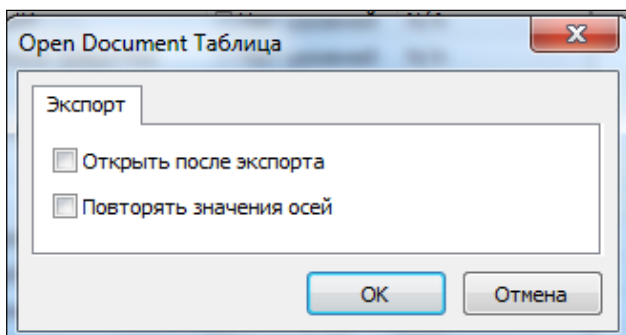 Open Document Таблица
Экспорт
Открыть после экспорта
Повторять значения осей
OK
Отмена